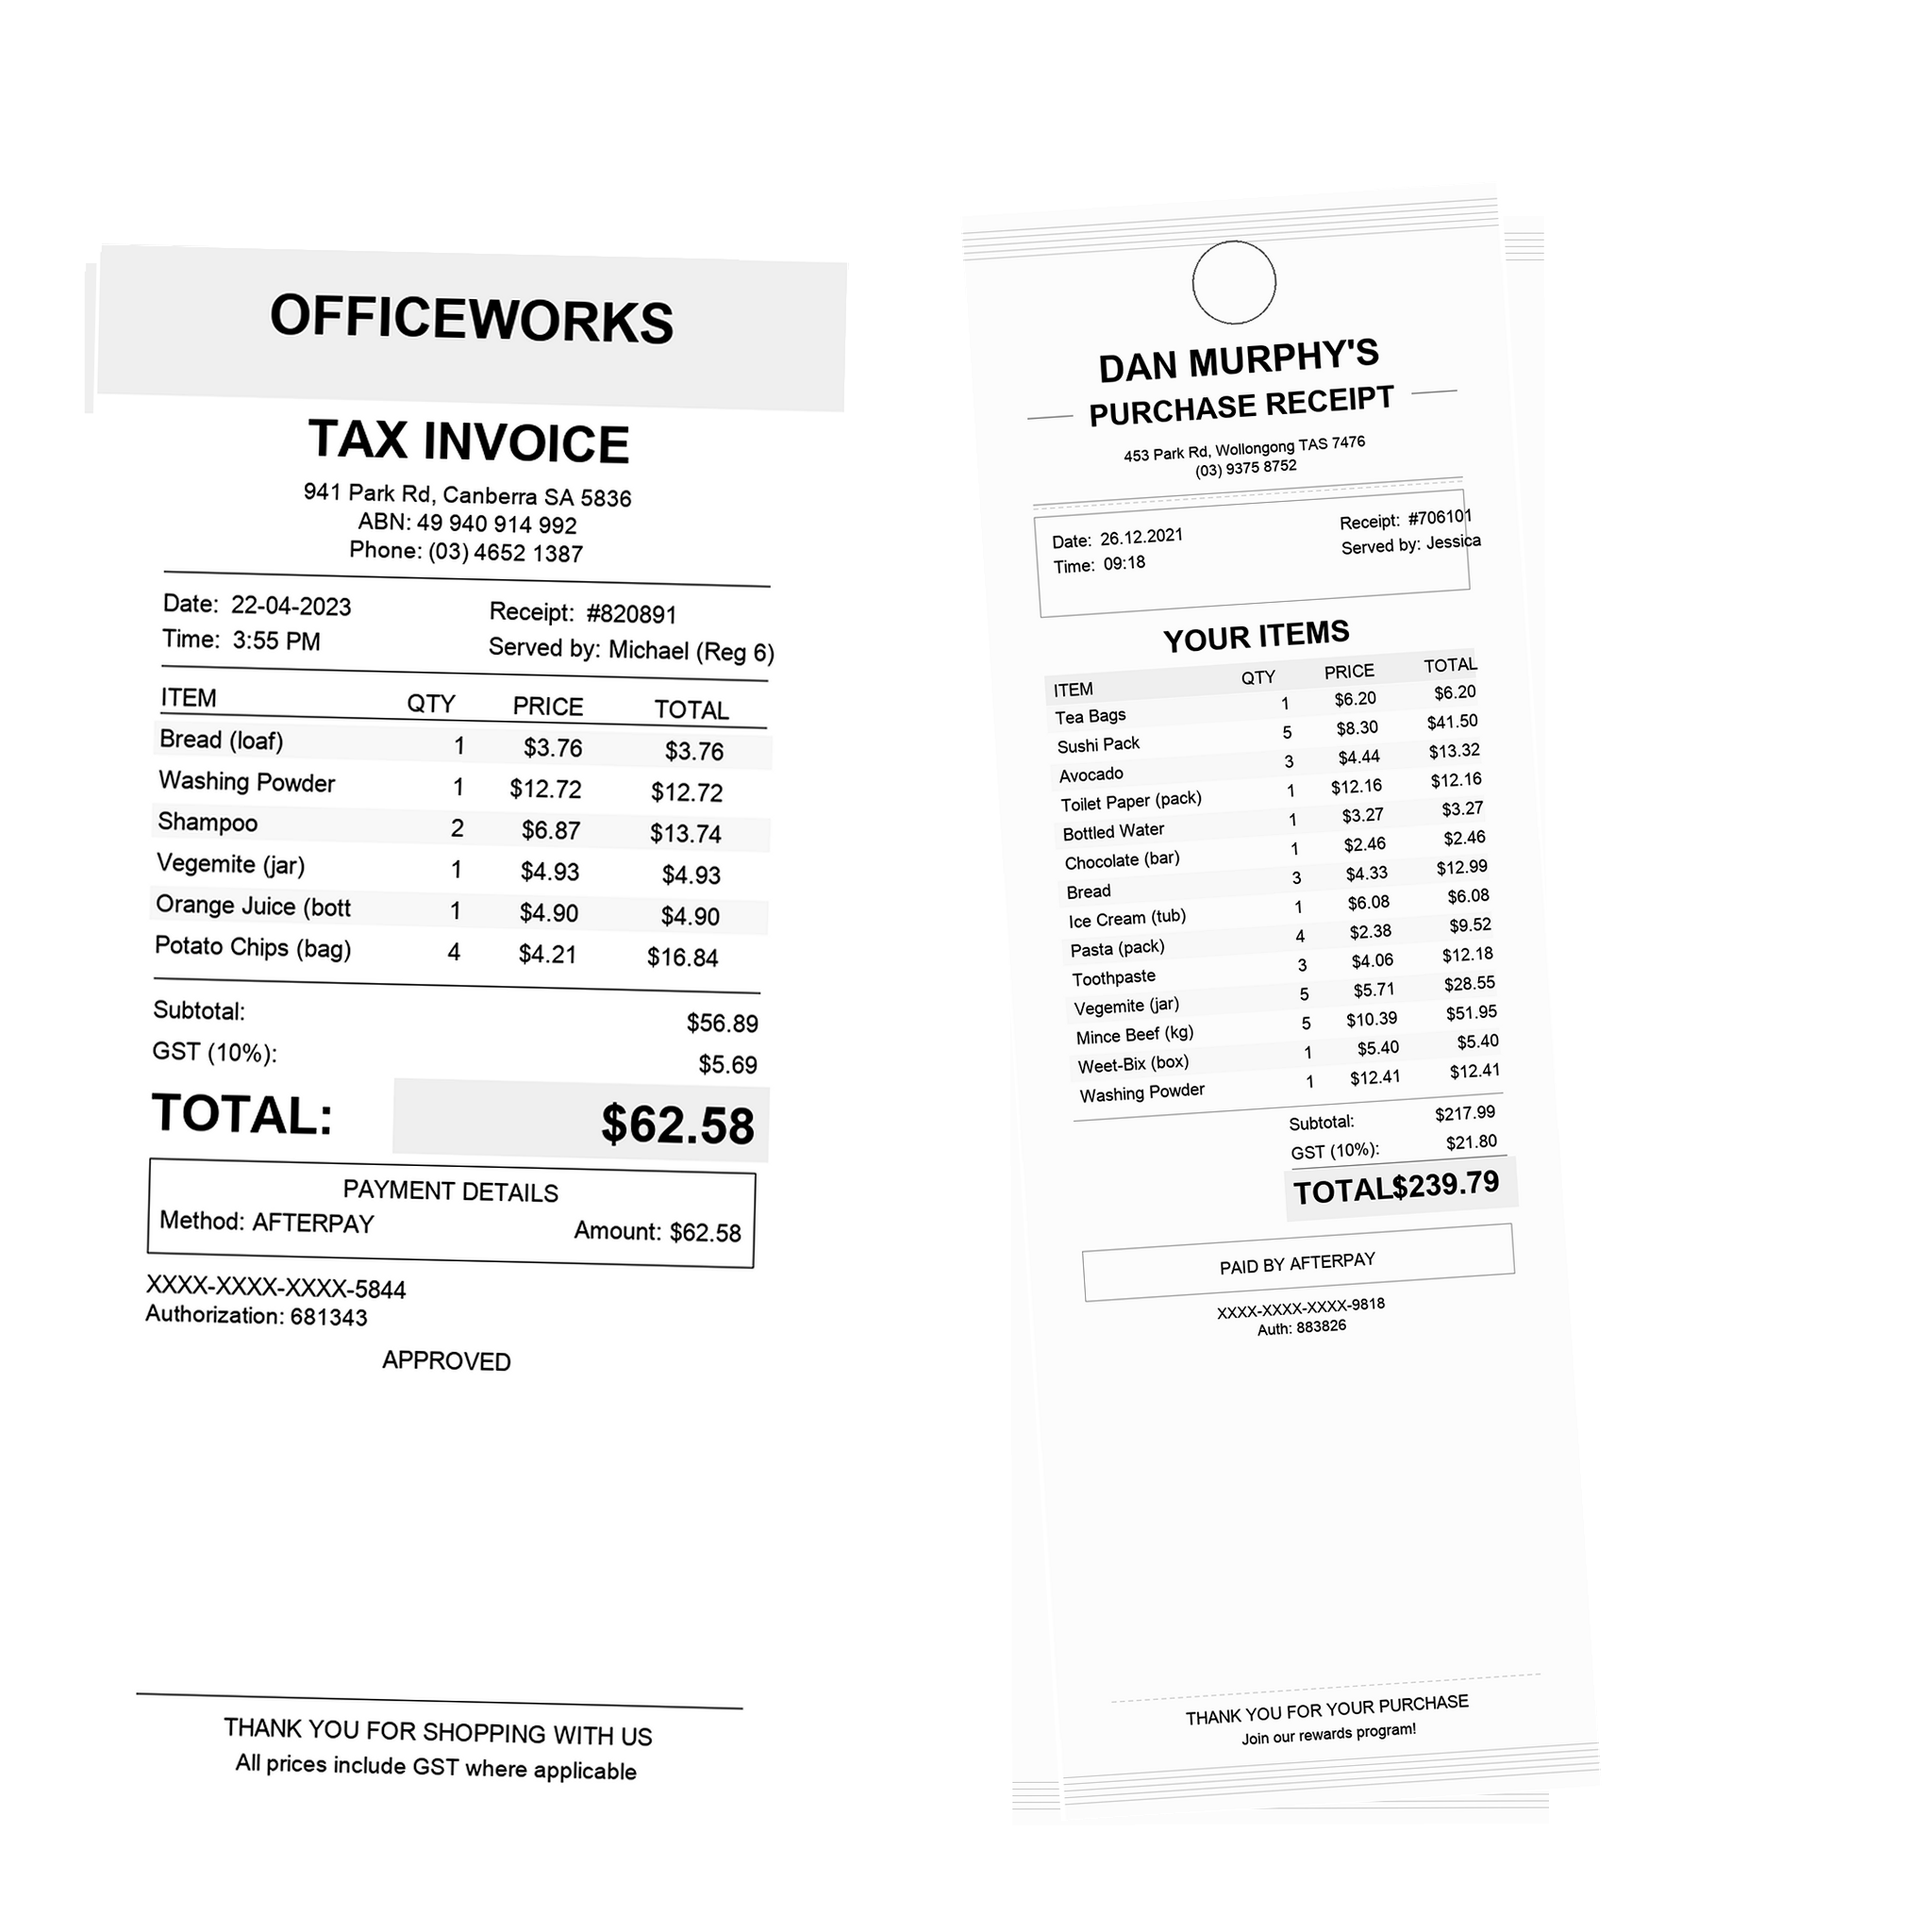 OFFICEWORKS
TAX INVOICE
941 Park Rd, Canberra SA 5836
ABN: 49 940 914 992
Phone: (03) 4652 1387
Date: 22-04-2023 Receipt: #820891
Time: 3:55 PM Served by: Michael (Reg 6)
ITEM QTY PRICE TOTAL
Bread (loaf) 1 $3.76 $3.76
Washing Powder 1 $12.72 $12.72
Shampoo 2 $6.87 $13.74
Vegemite (jar) 1 $4.93 $4.93
Orange Juice (bott 1 $4.90 $4.90
Potato Chips (bag) 4 $4.21 $16.84
Subtotal: $56.89
GST (10%): $5.69
TOTAL: $62.58
PAYMENT DETAILS
Method: AFTERPAY Amount: $62.58
XXXX-XXXX-XXXX-5844
Authorization: 681343
APPROVED
THANK YOU FOR SHOPPING WITH US
All prices include GST where applicable
DAN MURPHY'S
PURCHASE RECEIPT
453 Park Rd, Wollongong TAS 7476
(03) 9375 8752
Date: 26.12.2021 Receipt: #706101
Time: 09:18 Served by: Jessica
YOUR ITEMS
ITEM QTY PRICE TOTAL
Tea Bags 1 $6.20 $6.20
Sushi Pack 5 $8.30 $41.50
Avocado 3 $4.44 $13.32
Toilet Paper (pack) 1 $12.16 $12.16
Bottled Water 1 $3.27 $3.27
Chocolate (bar) 1 $2.46 $2.46
Bread 3 $4.33 $12.99
Ice Cream (tub) 1 $6.08 $6.08
Pasta (pack) 4 $2.38 $9.52
Toothpaste 3 $4.06 $12.18
Vegemite (jar) 5 $5.71 $28.55
Mince Beef (kg) 5 $10.39 $51.95
Weet-Bix (box) 1 $5.40 $5.40
Washing Powder 1 $12.41 $12.41
Subtotal: $217.99
GST (10%): $21.80
TOTAL $239.79
PAID BY AFTERPAY
XXXX-XXXX-XXXX-9818
Auth: 883826
THANK YOU FOR YOUR PURCHASE
Join our rewards program!